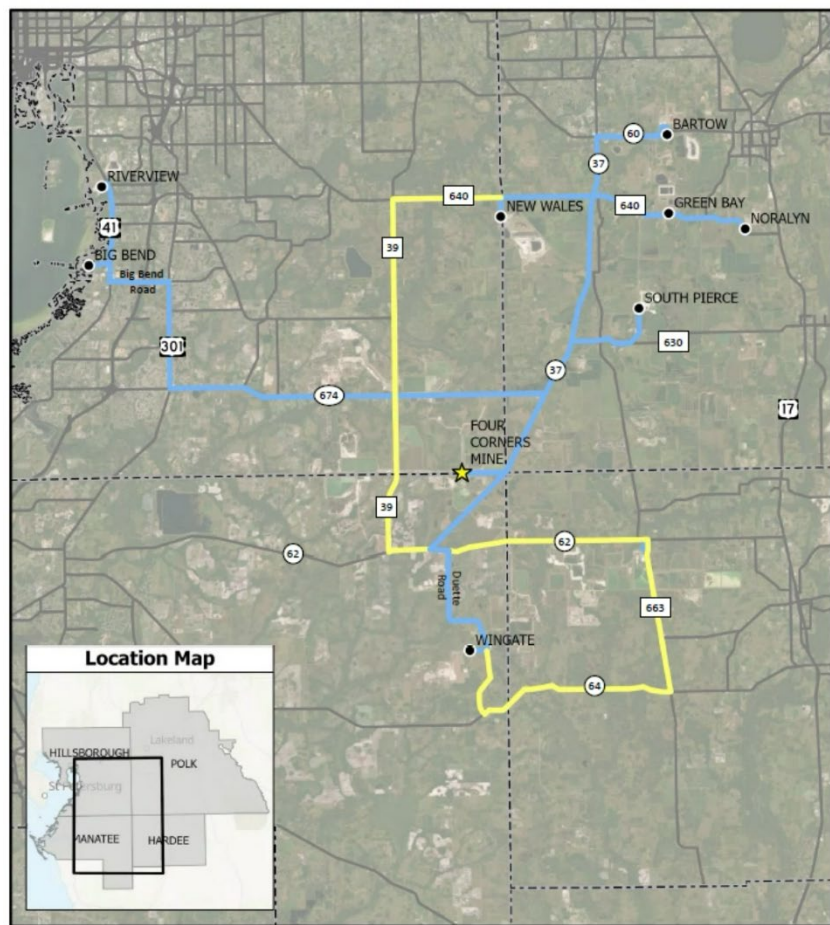 BARTOW
60
37
RIVERVIEW
640
NEW WALES
640
GREEN BAY
NORALYN
41
39
BIG BEND
Big Bend
Road
SOUTH PIERCE
301
630
37
674
17
FOUR
CORNERS
MINE
39
62
62
Duette
Road
663
WINGATE
64
Location Map
Lakeland
HILLSBOROUGH
POLK
St Petersburg
MANATEE
HARDEE